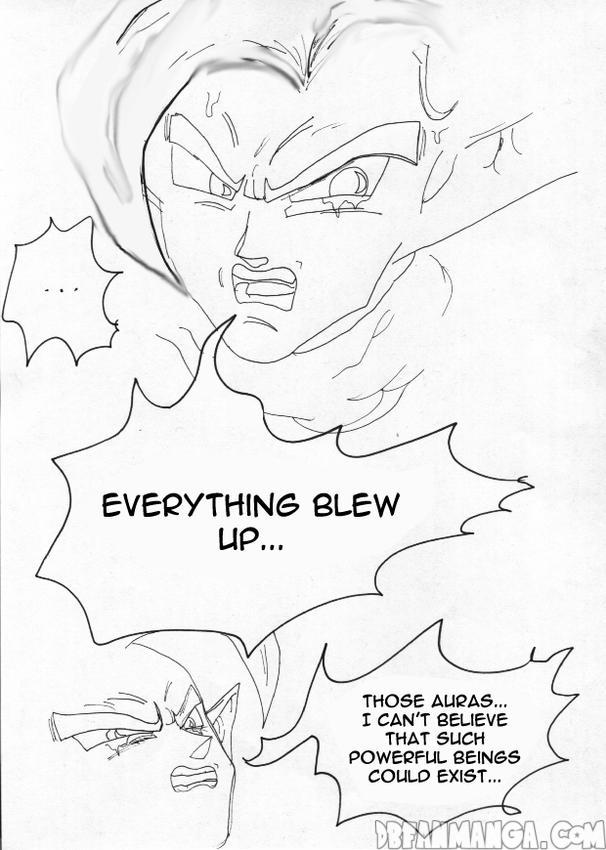 ...
EVERYTHING BLEW
UP...
THOSE AURAS...
I CAN'T BELIEVE
THAT SUCH
POWERFUL BEINGS
COULD EXIST...
DBFANMANGA.COM